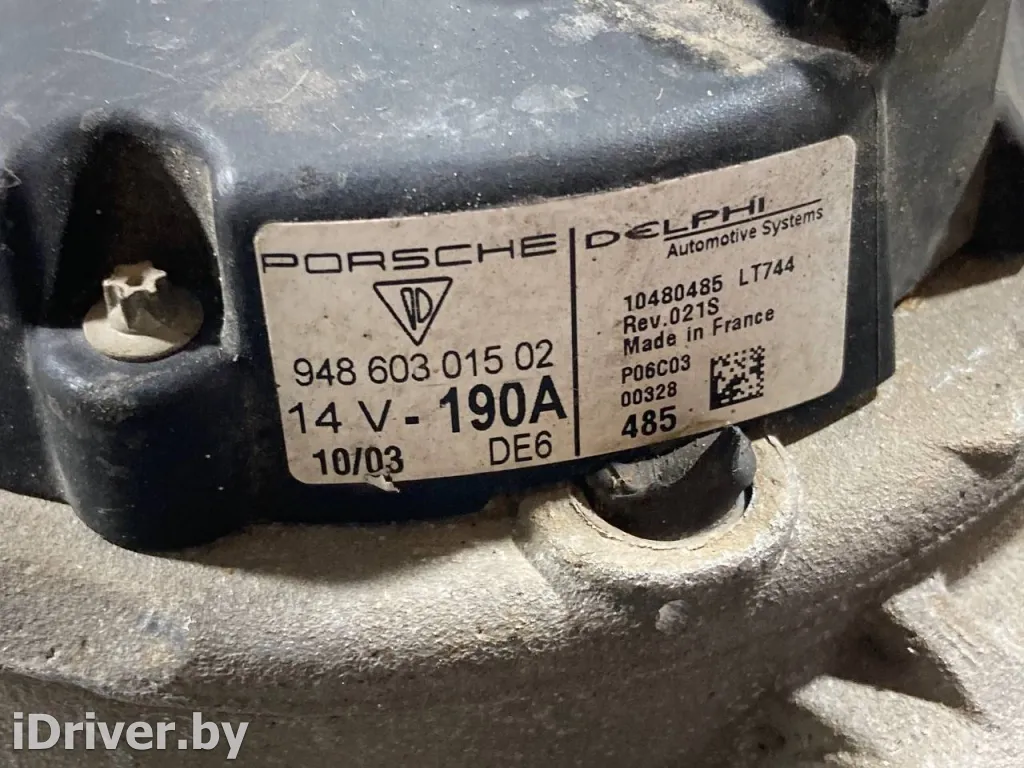 PORSCHE
948 603 015 02
14 V - 190A
10/03 DE6
DELPHI
Automotive Systems
10480485 LT744
Rev.021S
Made in France
P06C03
00328
485
iDriver.by